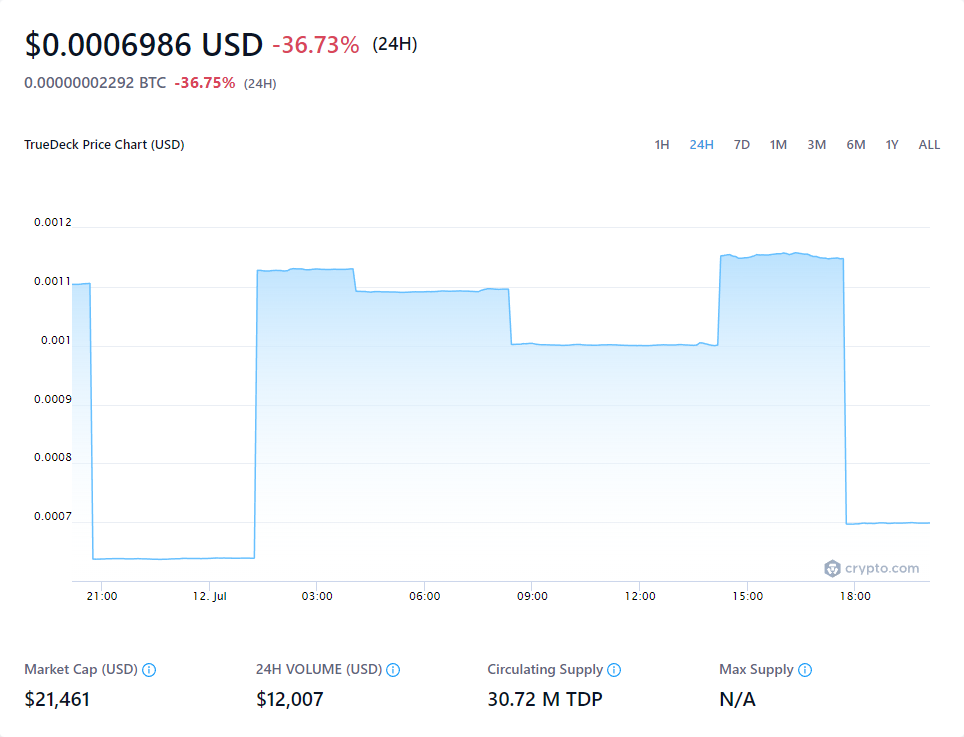 $0.0006986 USD -36.73% (24H)
0.00000002292 BTC -36.75% (24H)
TrueDeck Price Chart (USD) 1H 24H 7D 1M 3M 6M 1Y ALL
0.0012
0.0011
0.001
0.0009
0.0008
0.0007
crypto.com
21:00 12. Jul 03:00 06:00 09:00 12:00 15:00 18:00
Market Cap (USD) 24H VOLUME (USD) Circulating Supply Max Supply
$21,461 $12,007 30.72 M TDP N/A